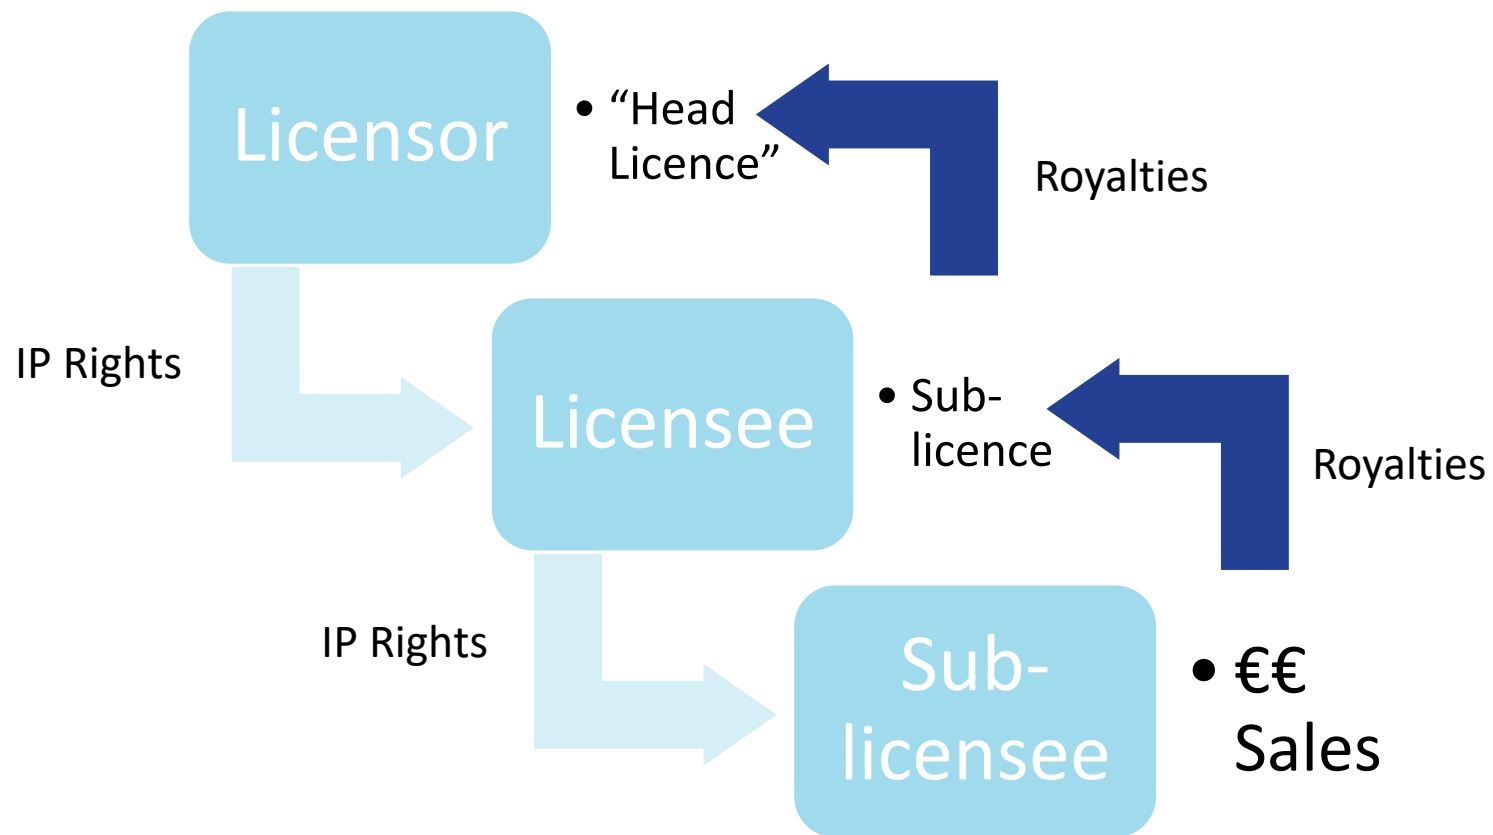 Licensor
• “Head
Licence”
Royalties
IP Rights
Licensee
• Sub-
licence
Royalties
IP Rights
Sub-
licensee
• €€
Sales